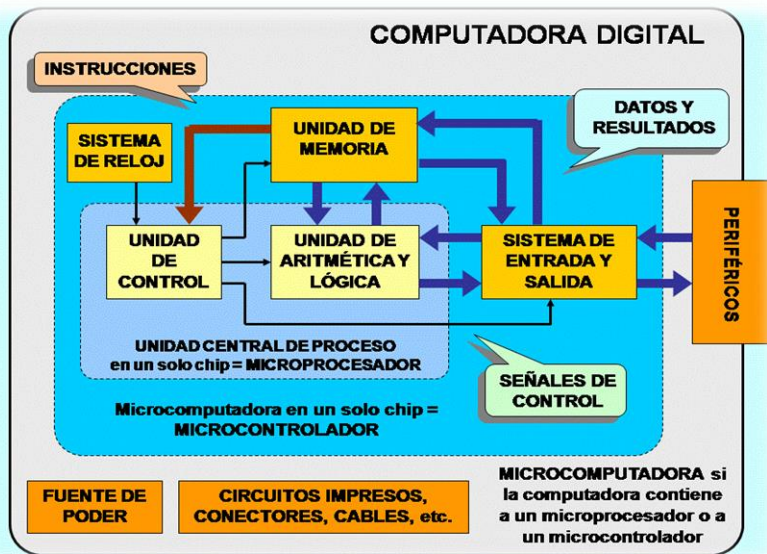 COMPUTADORA DIGITAL
INSTRUCCIONES
DATOS Y
RESULTADOS
SISTEMA
DE RELOJ
UNIDAD DE
MEMORIA
UNIDAD
DE
CONTROL
UNIDAD DE
ARITMÉTICA Y
LÓGICA
SISTEMA DE
ENTRADA Y
SALIDA
PERIFÉRICOS
UNIDAD CENTRAL DE PROCESO
en un solo chip = MICROPROCESADOR
SEÑALES DE
CONTROL
Microcomputadora en un solo chip =
MICROCONTROLADOR
FUENTE DE
PODER
CIRCUITOS IMPRESOS,
CONECTORES, CABLES, etc.
MICROCOMPUTADORA si
la computadora contiene
a un microprocesador o a
un microcontrolador